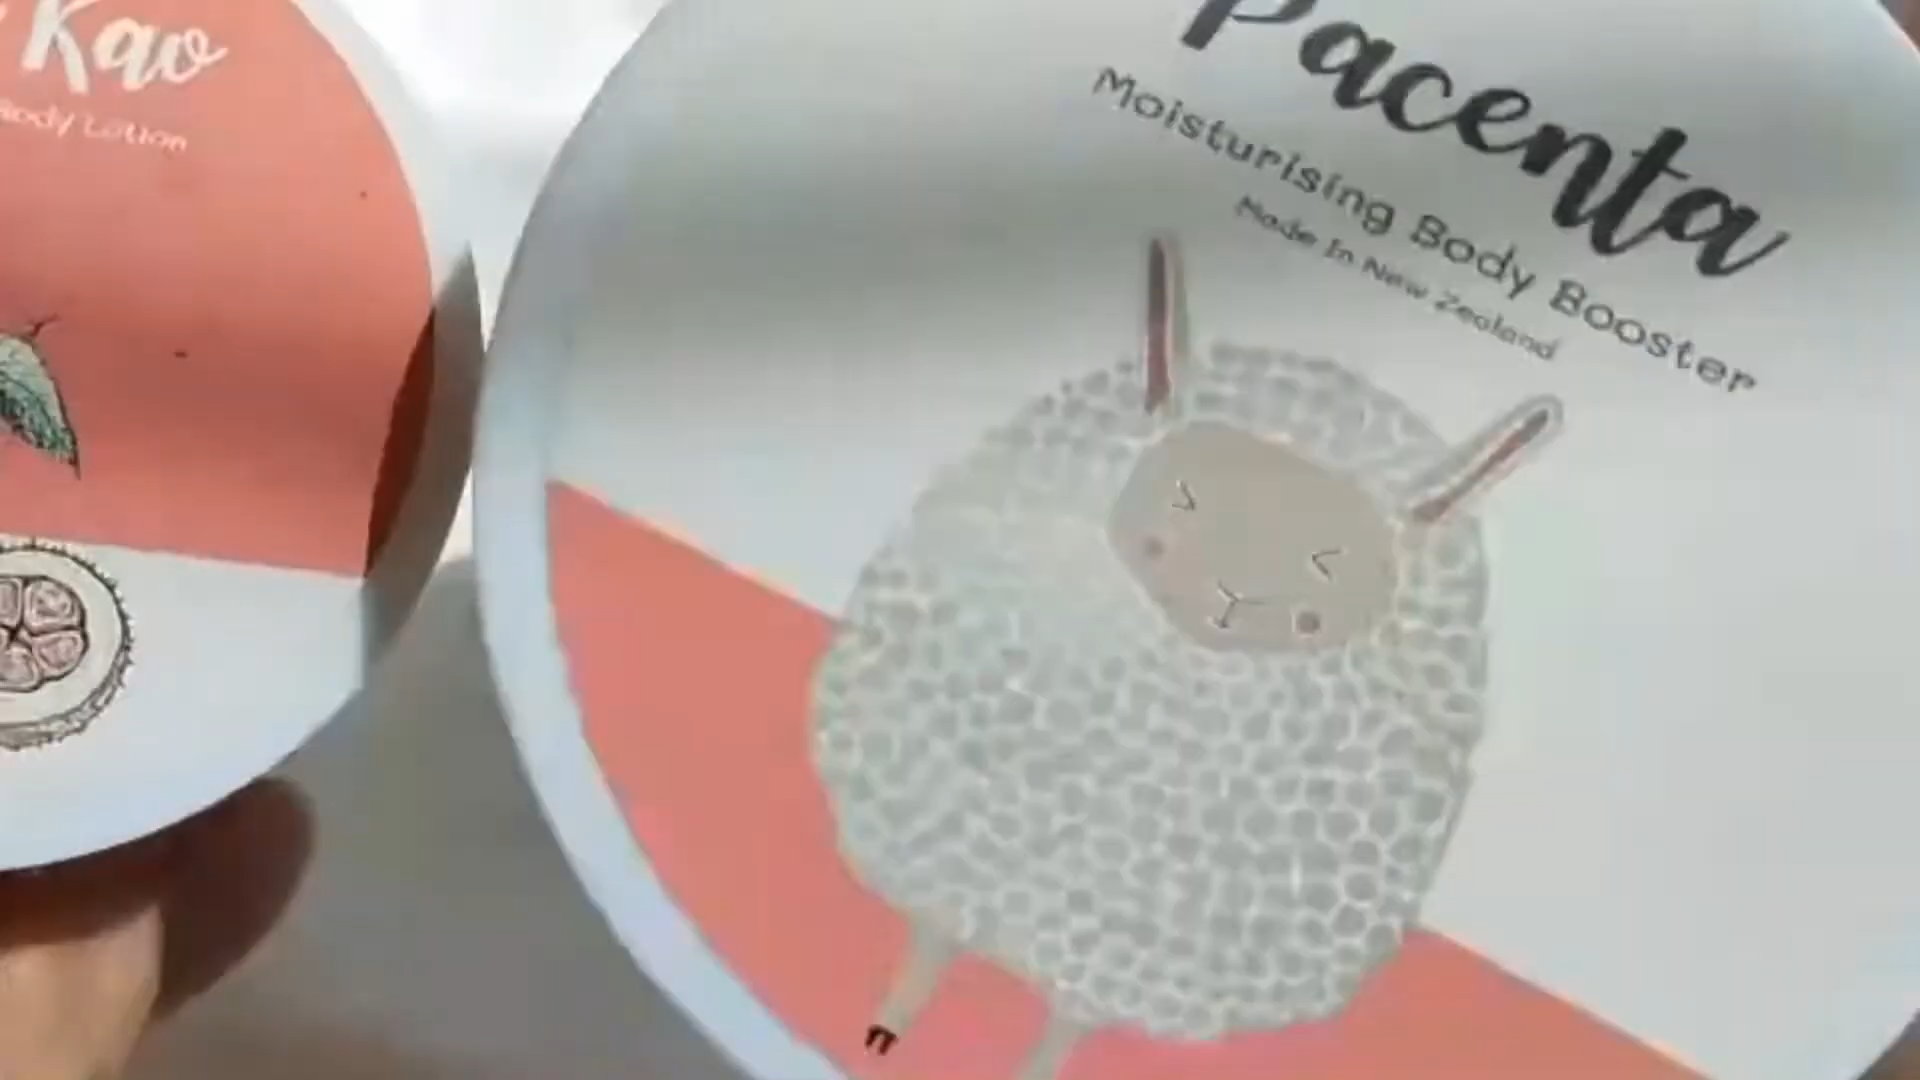 Kao
Body Lotion
Pacenta
Moisturising Body Booster
Made In New Zealand